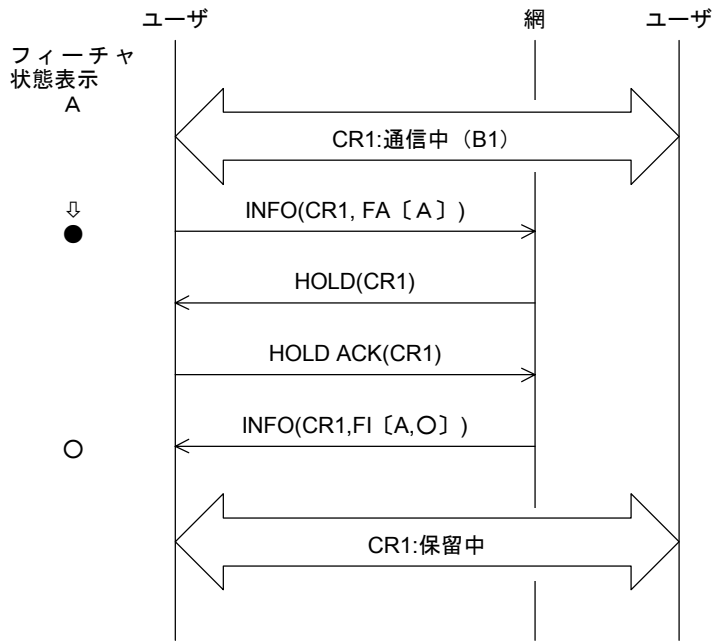 ユーザ
網
ユーザ
フィーチャ
状態表示
A
CR1:通信中（B1）
⇩
INFO(CR1, FA〔A〕)
●
HOLD(CR1)
HOLD ACK(CR1)
INFO(CR1,FI〔A,〇〕)
〇
CR1:保留中